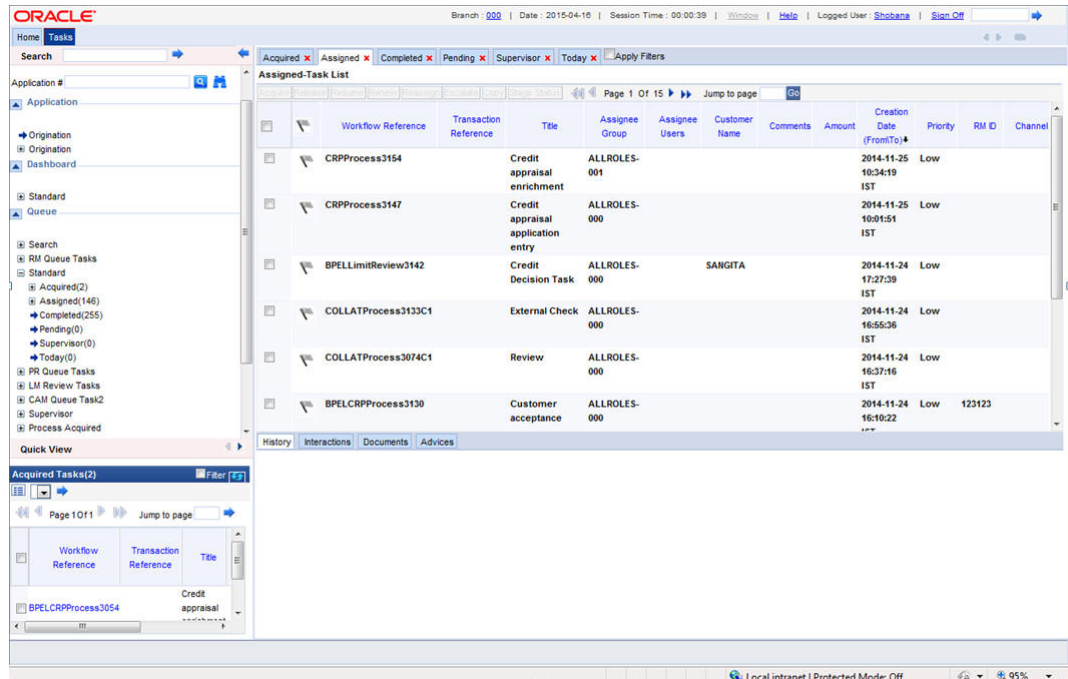 ORACLE
Branch : 000 | Date : 2015-04-16 | Session Time : 00:00:39 | Window | Help | Logged User : Shobana | Sign Off
Home Tasks
Search
Application #
Application
Origination
Origination
Dashboard
Standard
Queue
Search
RM Queue Tasks
Standard
Acquired(2)
Assigned(146)
Completed(255)
Pending(0)
Supervisor(0)
Today(0)
PR Queue Tasks
LM Review Tasks
CAM Queue Task2
Supervisor
Process Acquired
Quick View
Acquired Tasks(2) Filter
Page 1 Of 1 Jump to page
Workflow Reference
Transaction Reference
Title
BPELCRPProcess3054
Credit
appraisal
Acquired x Assigned x Completed x Pending x Supervisor x Today x Apply Filters
Assigned-Task List
Page 1 Of 15 Jump to page Go
Workflow Reference
Transaction Reference
Title
Assignee Group
Assignee Users
Customer Name
Comments
Amount
Creation Date (From\To)
Priority
RM ID
Channel
CRPProcess3154 Credit appraisal enrichment ALLROLES-001 2014-11-25 10:34:19 IST Low
CRPProcess3147 Credit appraisal application entry ALLROLES-000 2014-11-25 10:01:51 IST Low
BPELLimitReview3142 Credit Decision Task ALLROLES-000 SANGITA 2014-11-24 17:27:39 IST Low
COLLATProcess3133C1 External Check ALLROLES-000 2014-11-24 16:55:36 IST Low
COLLATProcess3074C1 Review ALLROLES-000 2014-11-24 16:37:16 IST Low
BPELCRPProcess3130 Customer acceptance ALLROLES-000 2014-11-24 16:10:22 Low 123123
History Interactions Documents Advices
Local intranet | Protected Mode: Off 95%